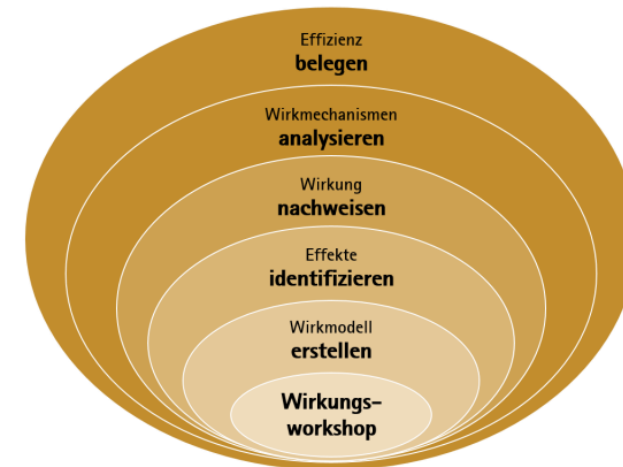 Effizienz
belegen
Wirkmechanismen
analysieren
Wirkung
nachweisen
Effekte
identifizieren
Wirkmodell
erstellen
Wirkungs-
workshop